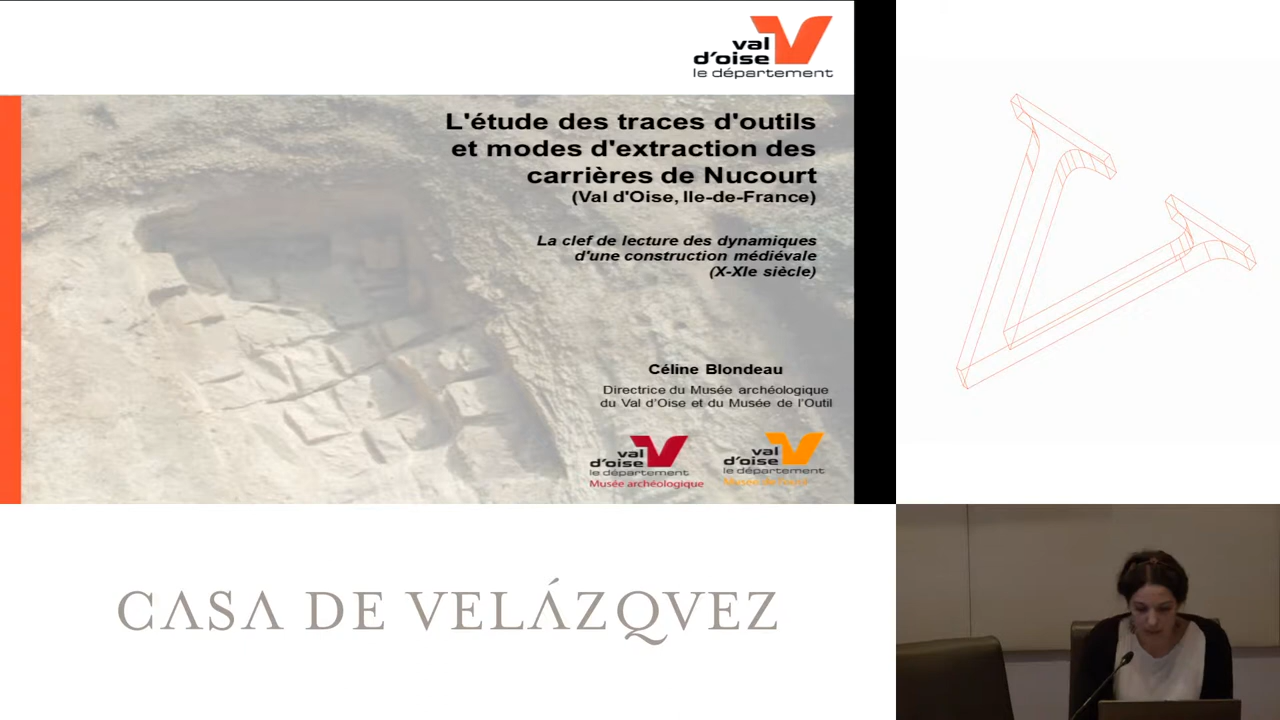 val
d'oise
le département
L'étude des traces d'outils
et modes d'extraction des
carrières de Nucourt
(Val d'Oise, Ile-de-France)
La clef de lecture des dynamiques
d'une construction médiévale
(X-XIe siècle)
Céline Blondeau
Directrice du Musée archéologique
du Val d'Oise et du Musée de l'Outil
val
d'oise
le département
Musée archéologique
val
d'oise
le département
CASA DE VELÁZQVEZ